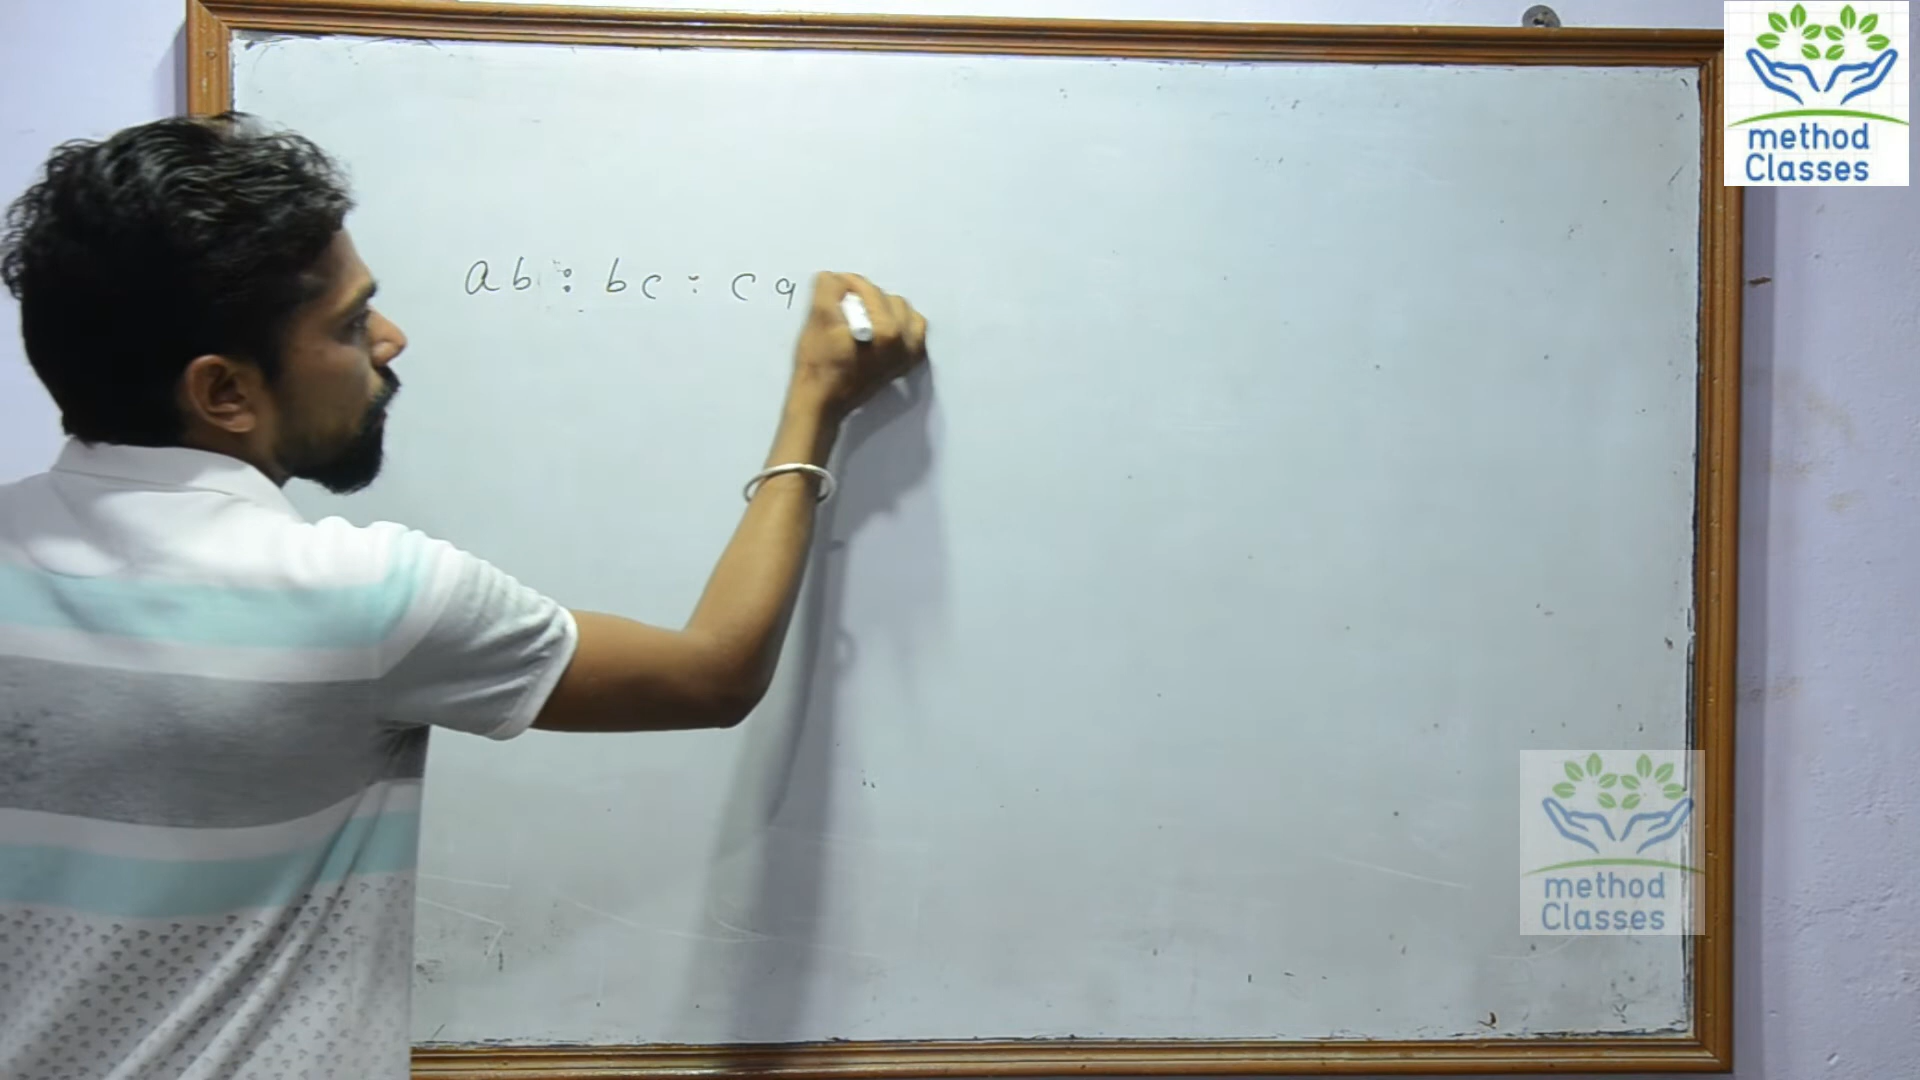 method
Classes
ab : bc : ca
method
Classes